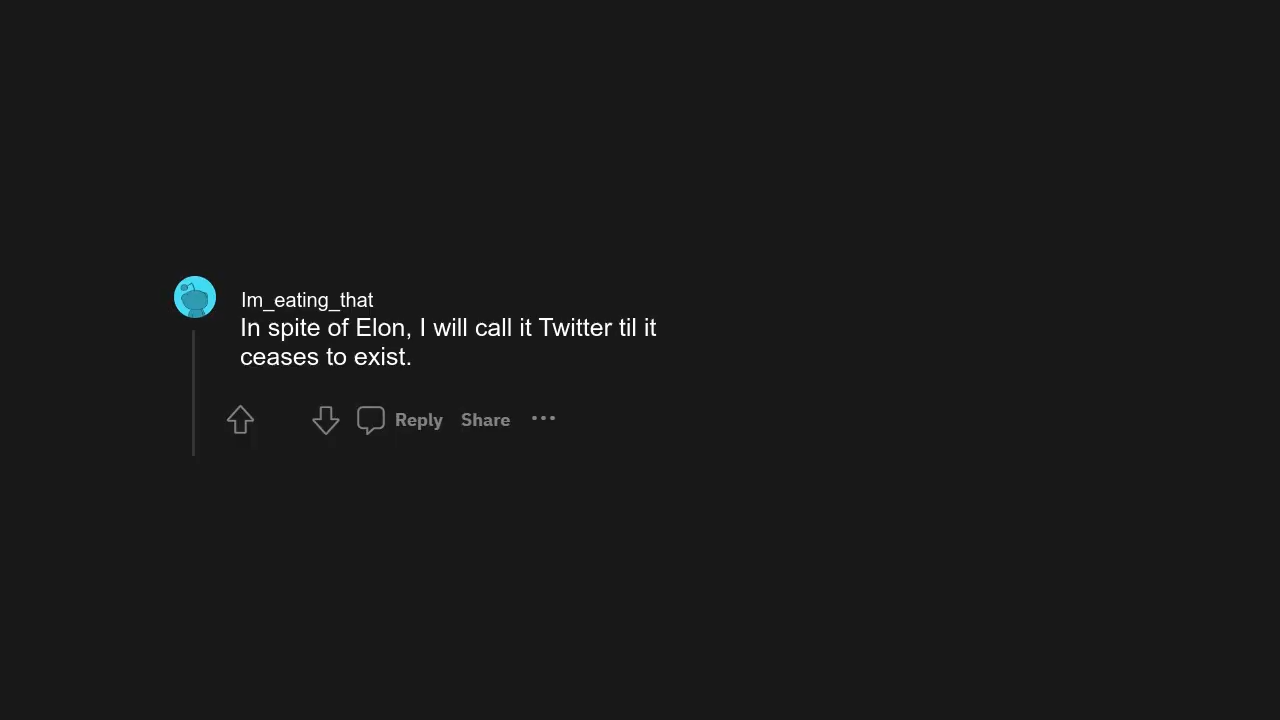 Im_eating_that
In spite of Elon, I will call it Twitter til it
ceases to exist.
Reply Share